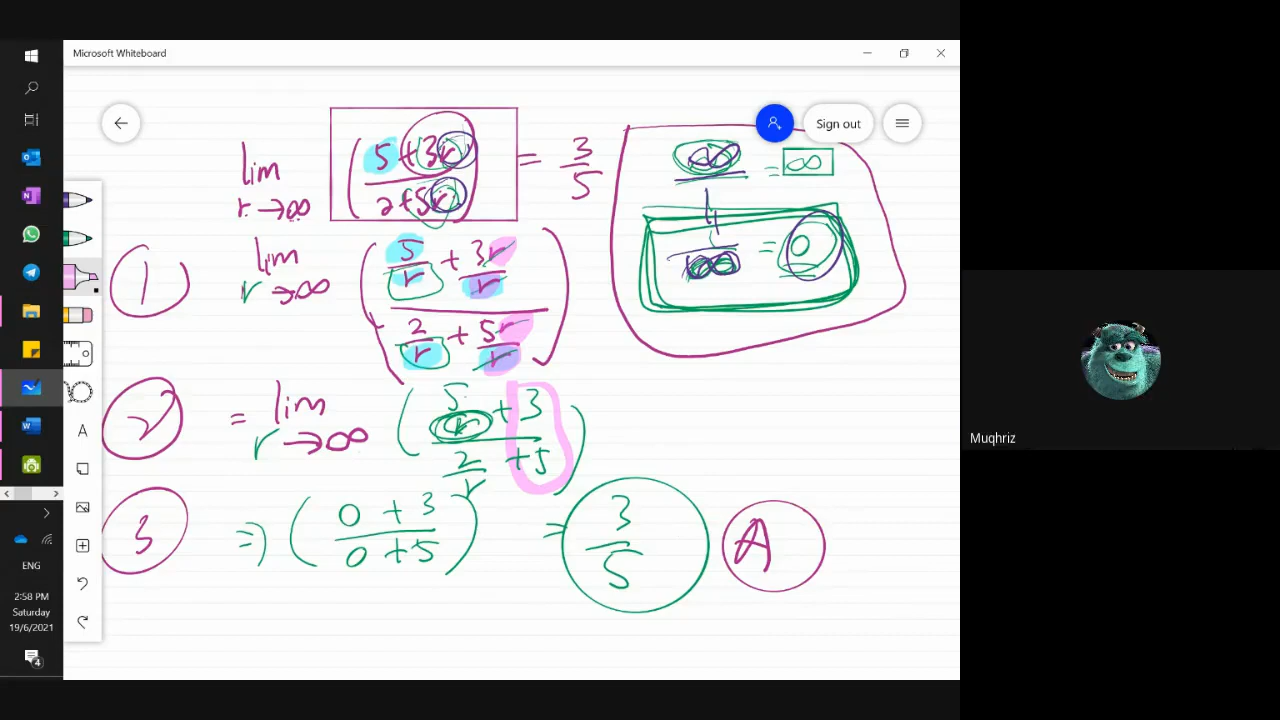 Microsoft Whiteboard
Sign out
lim r→∞ (5+3r / 2+5r) = 3/5
∞ / 1 = ∞
1 / ∞ = 0
1 lim r→∞ (5/r + 3r/r / 2/r + 5r/r)
2 = lim r→∞ (5/r + 3 / 2/r + 5)
3 ⇒ (0 + 3 / 0 + 5) = 3/5 A
Muqhriz
A
ENG
2:58 PM
Saturday
19/6/2021
4